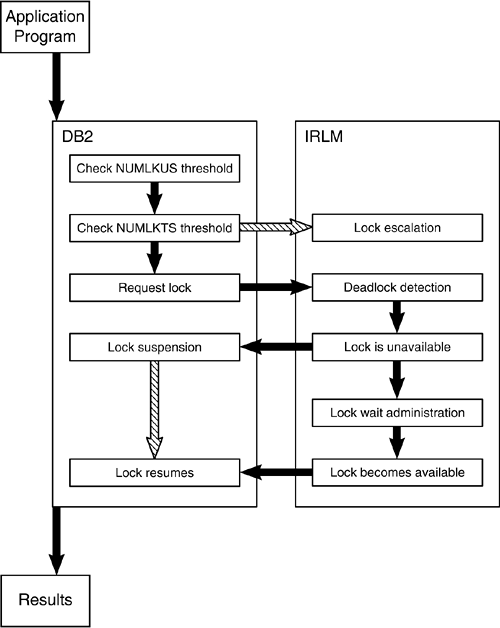 Application
Program
DB2
IRLM
Check NUMLKUS threshold
Check NUMLKTS threshold
Lock escalation
Request lock
Deadlock detection
Lock suspension
Lock is unavailable
Lock wait administration
Lock resumes
Lock becomes available
Results